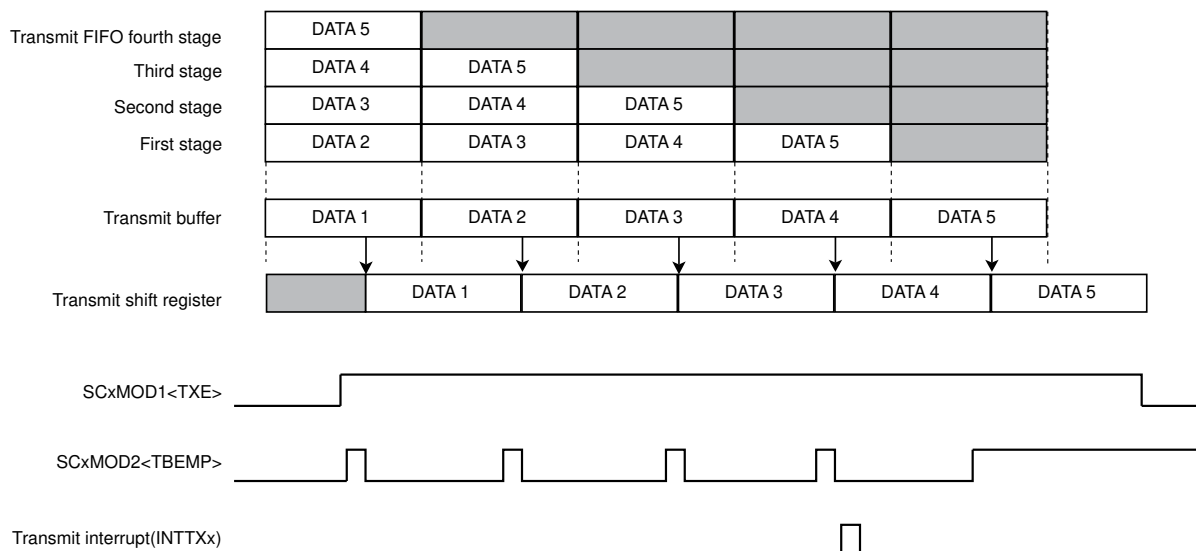 Transmit FIFO fourth stage DATA 5
Third stage DATA 4 DATA 5
Second stage DATA 3 DATA 4 DATA 5
First stage DATA 2 DATA 3 DATA 4 DATA 5
Transmit buffer DATA 1 DATA 2 DATA 3 DATA 4 DATA 5
Transmit shift register DATA 1 DATA 2 DATA 3 DATA 4 DATA 5
SCxMOD1<TXE>
SCxMOD2<TBEMP>
Transmit interrupt(INTTXx)